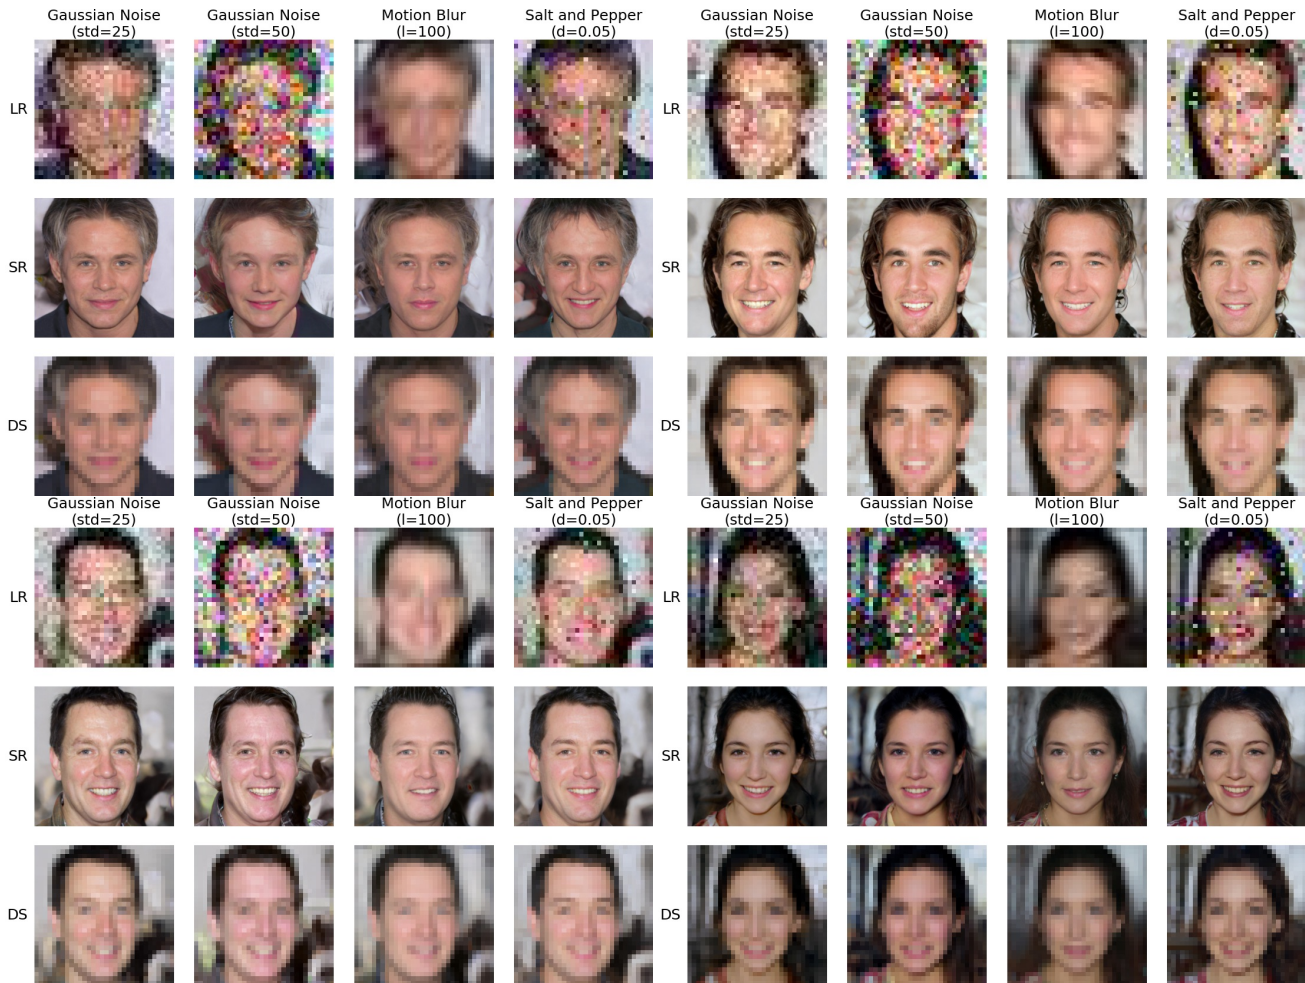 Gaussian Noise Gaussian Noise Motion Blur Salt and Pepper Gaussian Noise Gaussian Noise Motion Blur Salt and Pepper
(std=25) (std=50) (l=100) (d=0.05) (std=25) (std=50) (l=100) (d=0.05)
LR LR
SR SR
DS DS
Gaussian Noise Gaussian Noise Motion Blur Salt and Pepper Gaussian Noise Gaussian Noise Motion Blur Salt and Pepper
(std=25) (std=50) (l=100) (d=0.05) (std=25) (std=50) (l=100) (d=0.05)
LR LR
SR SR
DS DS